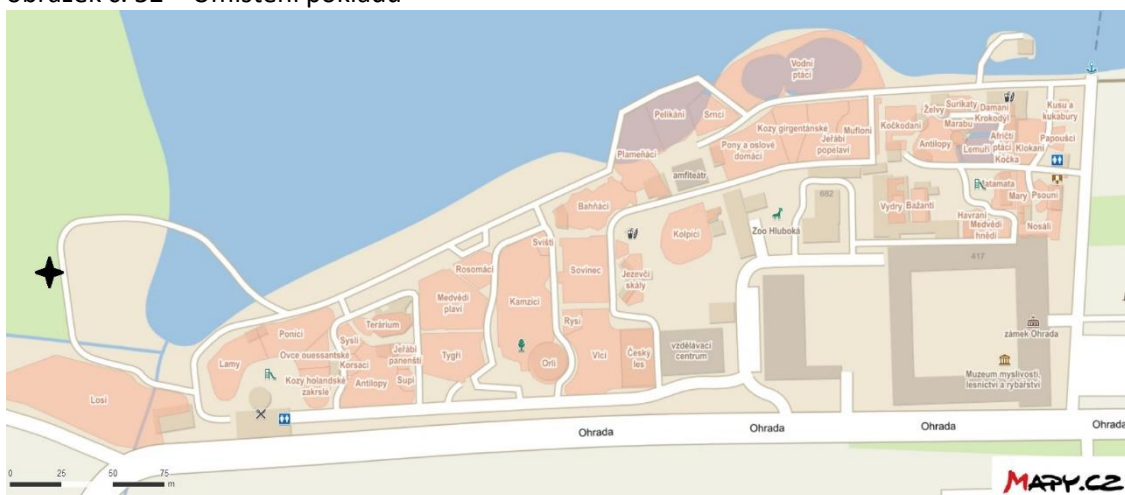 Obrázek č. 32 – Umístění pokladu
Vodní
ptáci
Pelikáni
Srnci
Plameňáci
Pony a oslové
domácí
Kozy girgentánské
Jeřábi
popelaví
Mufloni
Kočkodani
Želvy
Surikaty
Damani
Marabu
Krokodýl
Antilopy
Lemuři
Afričtí
ptáci
Kočka
Klokani
Kusu a
kukabury
Papoušci
amfiteátr
Bahňáci
Kolpíci
682
Zoo Hluboká
Vydry
Bažanti
Matamata
Mary
Psouni
Havrani
Medvědi
hnědí
Nosáli
417
Svišti
Rosomáci
Sovinec
Jezevčí
skály
Medvědi
plaví
Kamzíci
Terárium
Sysli
Poníci
Lamy
Ovce ouessantské
Korsaci
Jeřábi
panenští
Kozy holandské
zakrslé
Antilopy
Supi
Tygři
Rysi
Orli
Vlci
Český
les
vzdělávací
centrum
zámek Ohrada
Muzeum myslivosti,
lesnictví a rybářství
Losi
Ohrada
Ohrada
Ohrada
Ohrada
0 25 50 75
m
MAPY.CZ